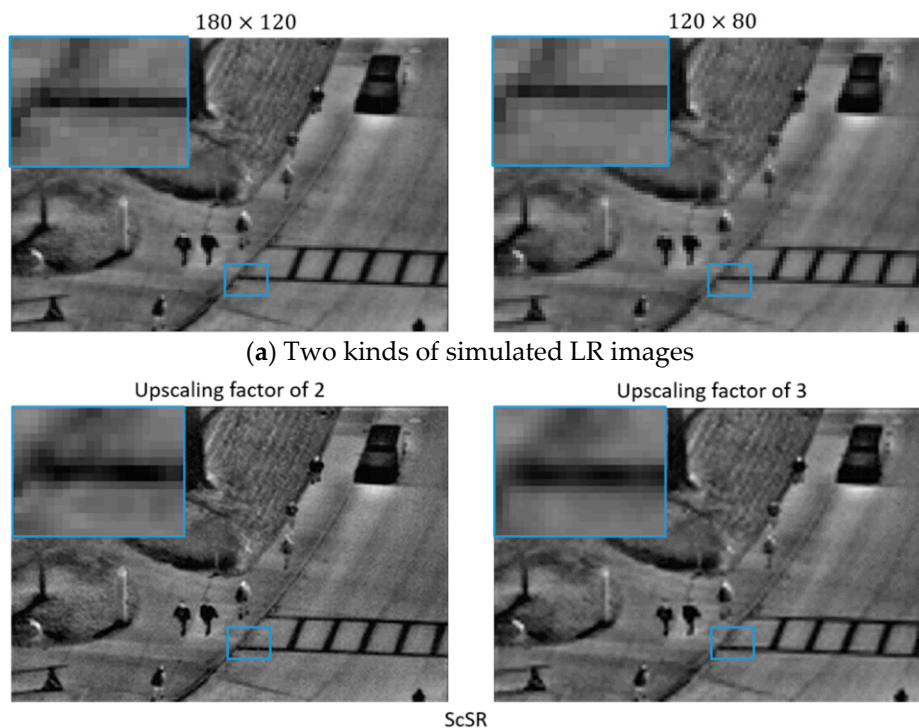 180 × 120
120 × 80
(a) Two kinds of simulated LR images
Upscaling factor of 2
Upscaling factor of 3
ScSR